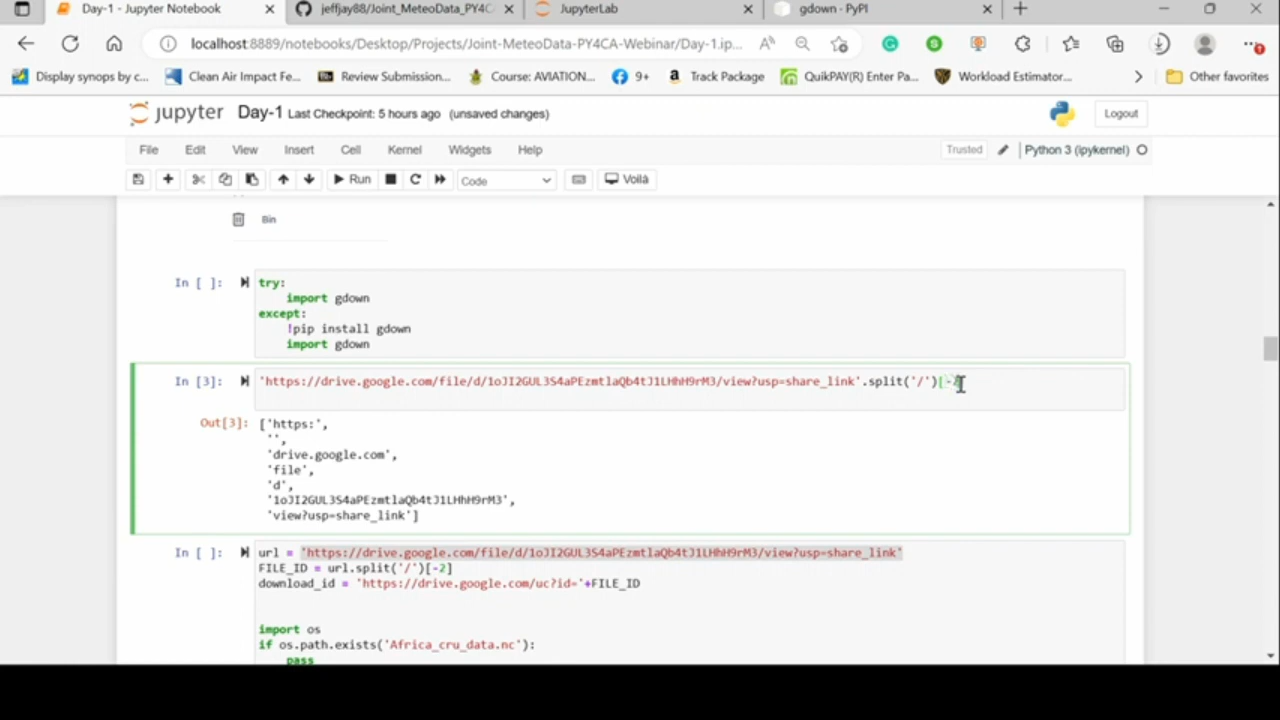 Day-1 - Jupyter Notebook
jeffjay88/Joint_MeteoData_PY4C
JupyterLab
gdown · PyPI
localhost:8889/notebooks/Desktop/Projects/Joint-MeteoData-PY4CA-Webinar/Day-1.ip...
Display synops by c...
Clean Air Impact Fe...
Review Submission...
Course: AVIATION...
9+
Track Package
QuikPAY(R) Enter Pa...
Workload Estimator...
Other favorites
jupyter Day-1 Last Checkpoint: 5 hours ago (unsaved changes)
Logout
File Edit View Insert Cell Kernel Widgets Help
Trusted
Python 3 (ipykernel)
Run
Code
Voilà
Bin
In [ ]:
try:
    import gdown
except:
    !pip install gdown
    import gdown
In [3]:
'https://drive.google.com/file/d/1oJI2GUL3S4aPEzmtlaQb4tJ1LHhH9rM3/view?usp=share_link'.split('/')[-2
Out[3]:
['https:',
 '',
 'drive.google.com',
 'file',
 'd',
 '1oJI2GUL3S4aPEzmtlaQb4tJ1LHhH9rM3',
 'view?usp=share_link']
In [ ]:
url = 'https://drive.google.com/file/d/1oJI2GUL3S4aPEzmtlaQb4tJ1LHhH9rM3/view?usp=share_link'
FILE_ID = url.split('/')[-2]
download_id = 'https://drive.google.com/uc?id='+FILE_ID
import os
if os.path.exists('Africa_cru_data.nc'):
    pass